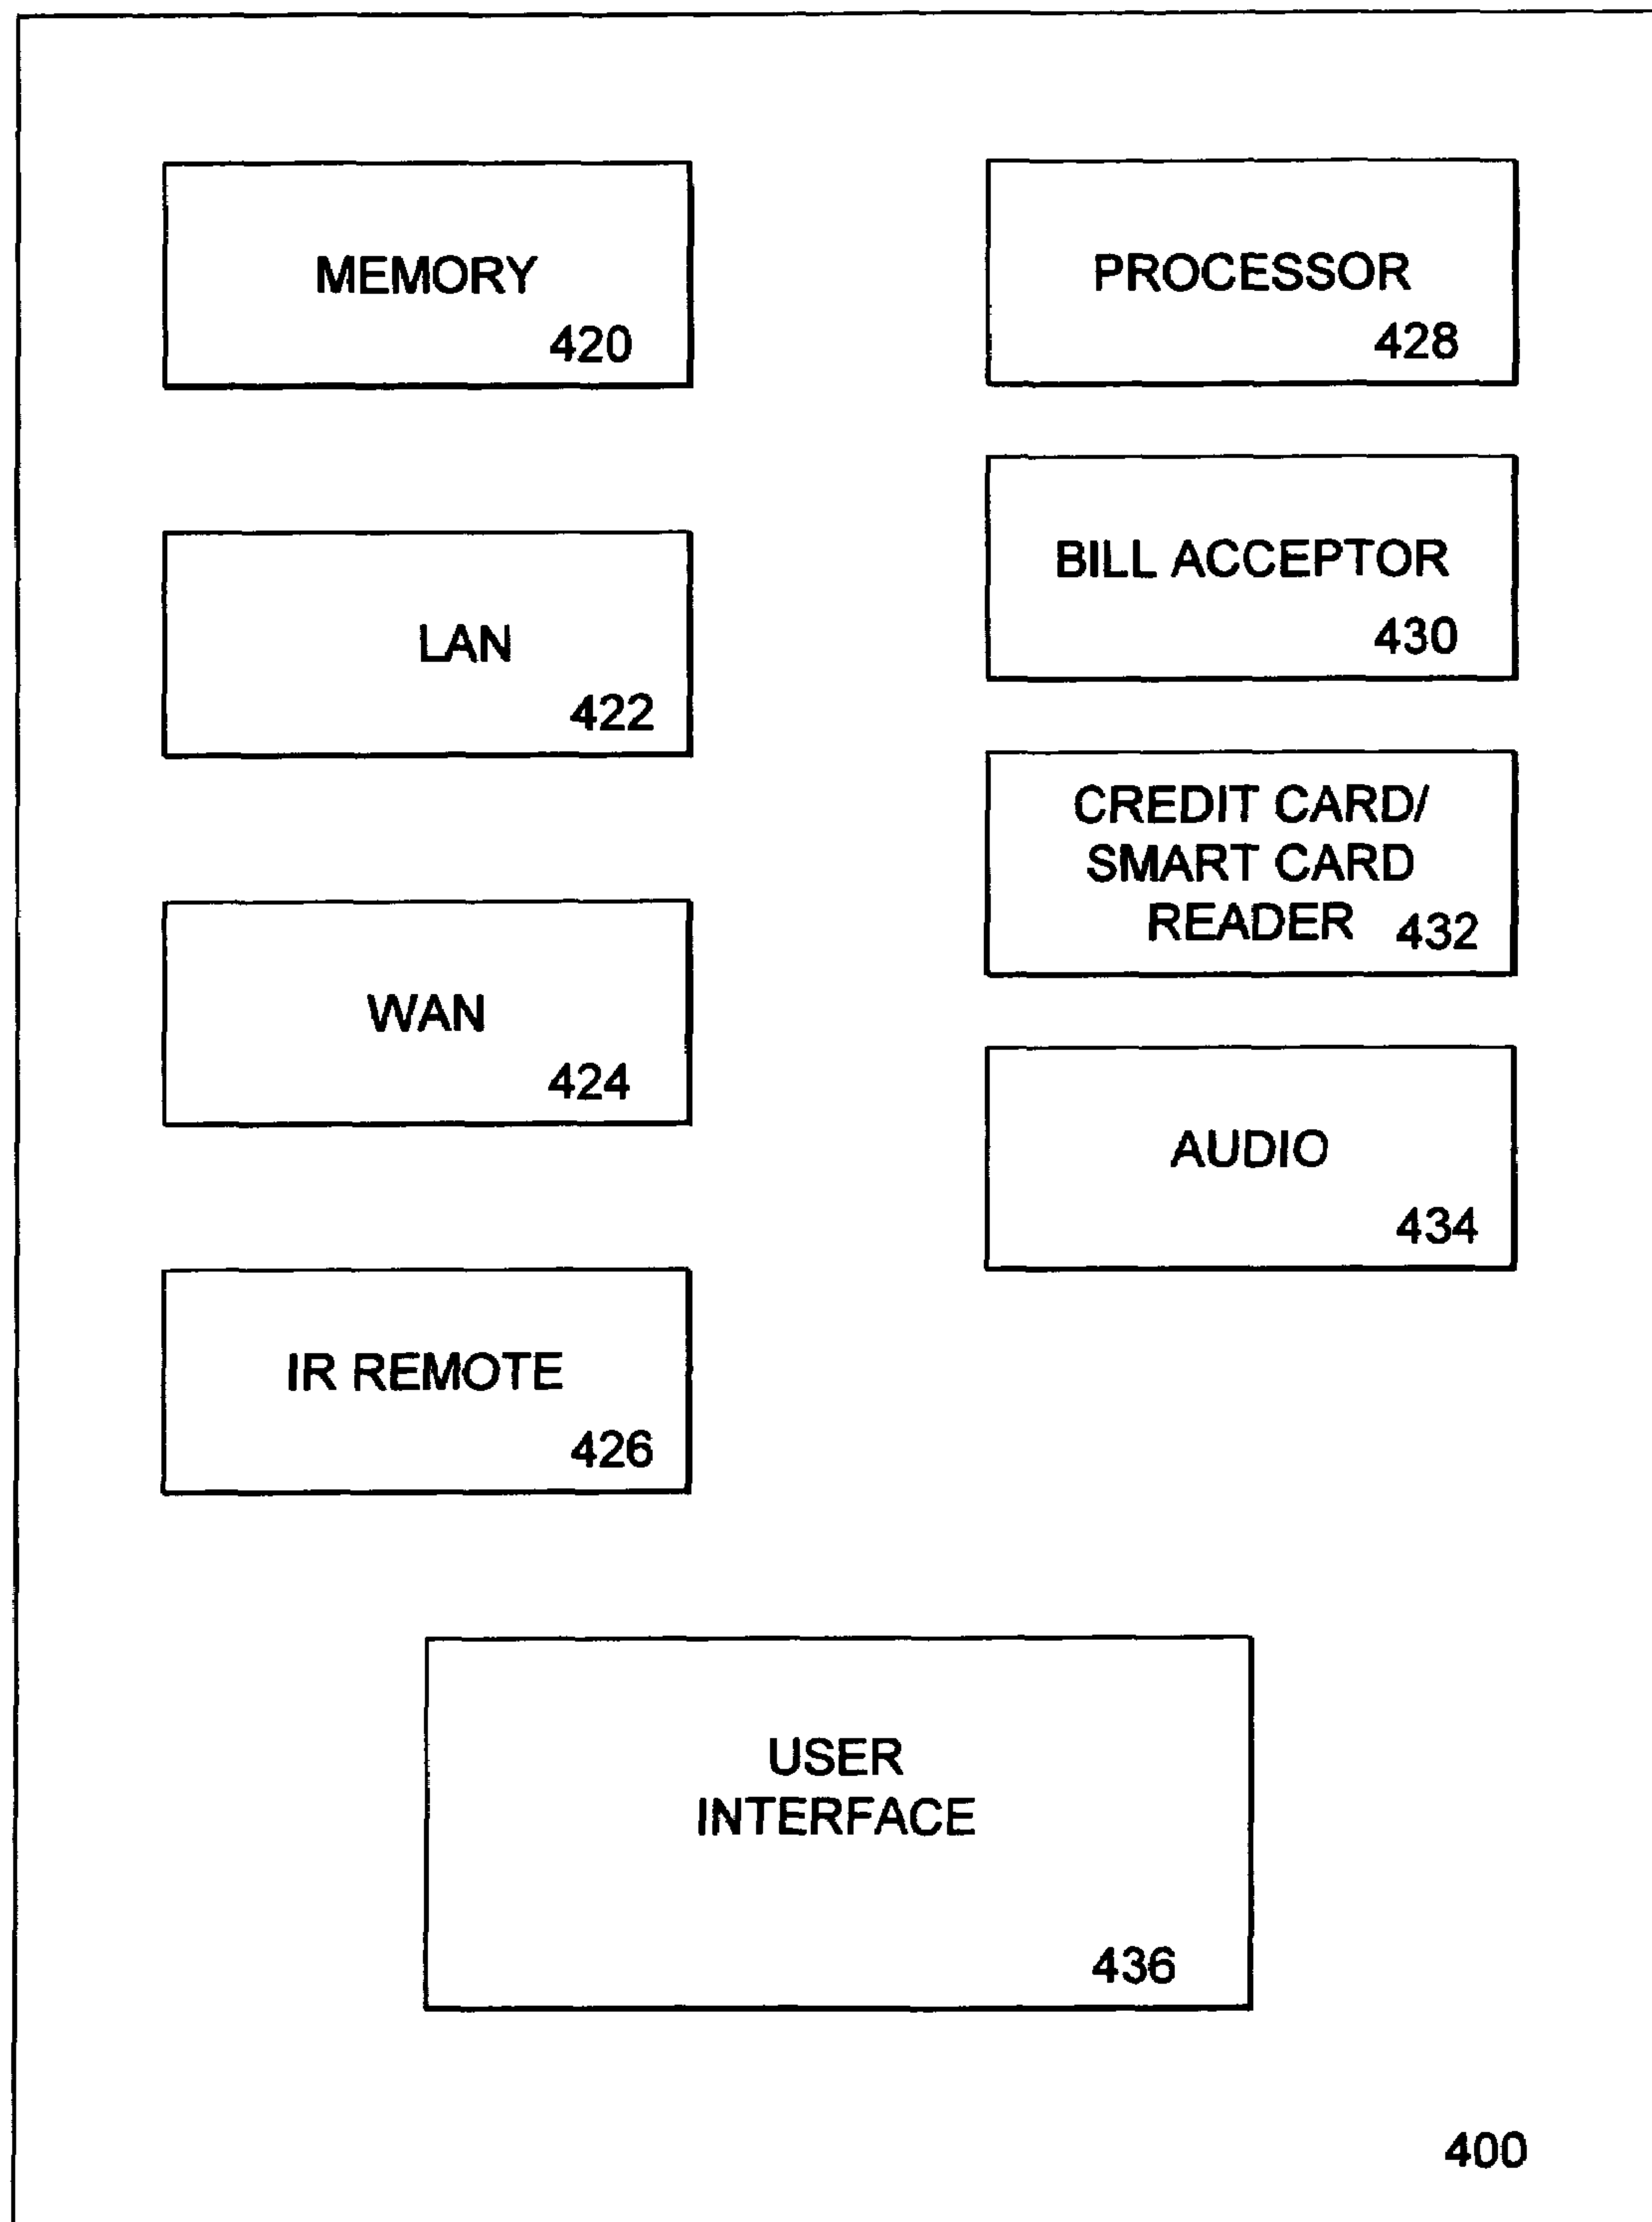 MEMORY
420
LAN
422
WAN
424
IR REMOTE
426
PROCESSOR
428
BILL ACCEPTOR
430
CREDIT CARD/
SMART CARD
READER 432
AUDIO
434
USER
INTERFACE
436
400